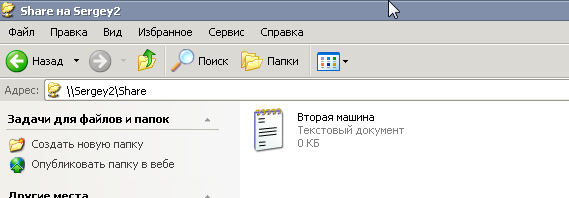 Share на Sergey2
Файл Правка Вид Избранное Сервис Справка
Назад Поиск Папки
Адрес: \\Sergey2\Share
Задачи для файлов и папок
Создать новую папку
Опубликовать папку в вебе
Другие места
Вторая машина
Текстовый документ
0 КБ